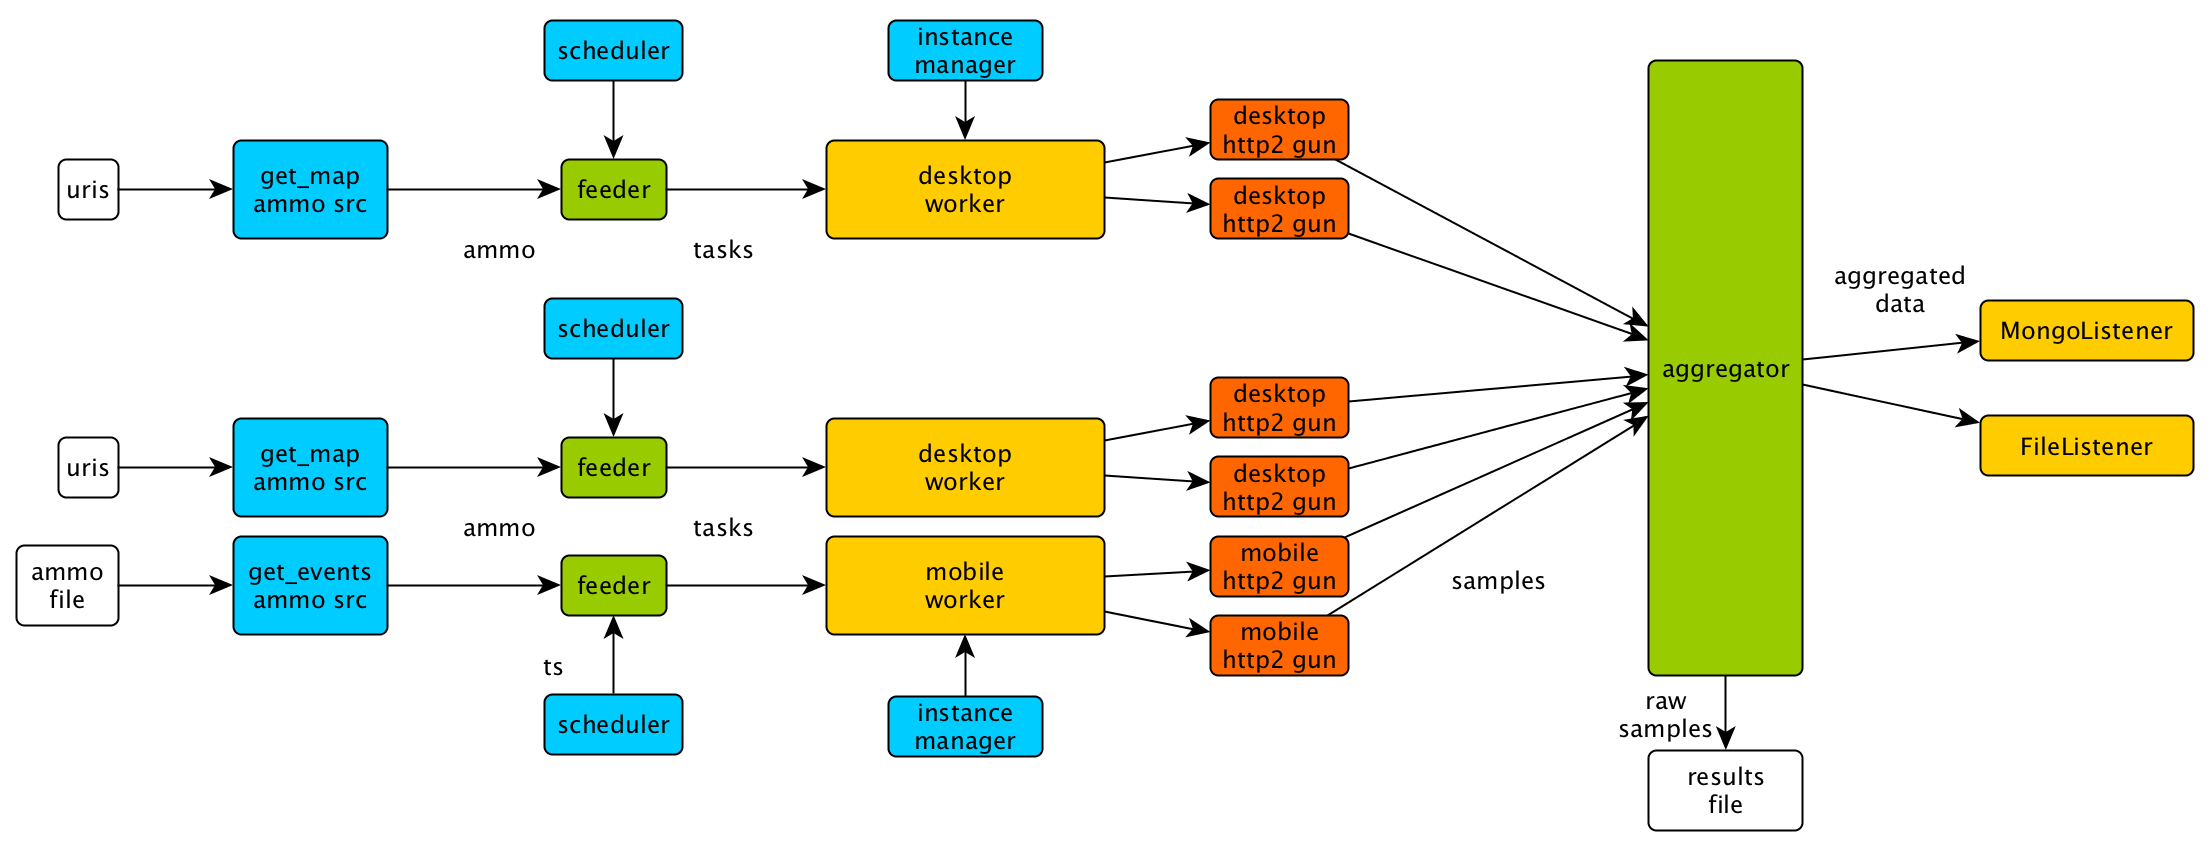 scheduler
instance
manager
uris
get_map
ammo src
feeder
desktop
worker
desktop
http2 gun
desktop
http2 gun
ammo
tasks
scheduler
uris
get_map
ammo src
feeder
desktop
worker
desktop
http2 gun
desktop
http2 gun
ammo
tasks
ammo
file
get_events
ammo src
feeder
mobile
worker
mobile
http2 gun
mobile
http2 gun
samples
ts
scheduler
instance
manager
aggregator
aggregated
data
MongoListener
FileListener
raw
samples
results
file